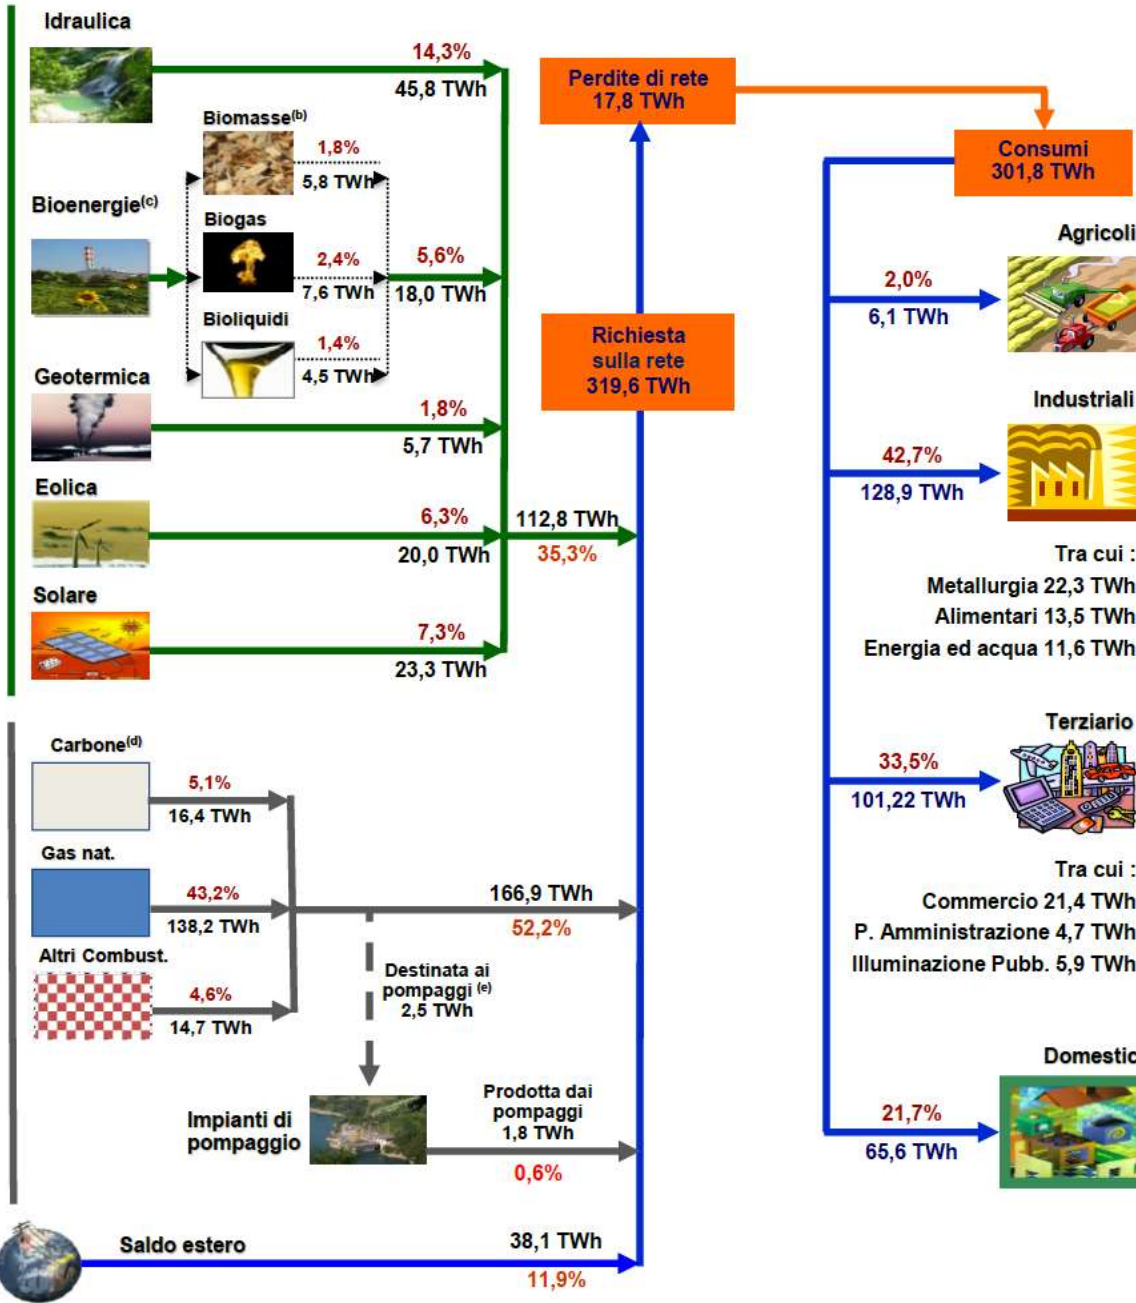 Idraulica
14,3%
45,8 TWh
Biomasse(b)
1,8%
5,8 TWh
Bioenergie(c)
Biogas
2,4%
7,6 TWh
5,6%
18,0 TWh
Bioliquidi
1,4%
4,5 TWh
Geotermica
1,8%
5,7 TWh
Eolica
6,3%
20,0 TWh
112,8 TWh
35,3%
Solare
7,3%
23,3 TWh
Carbone(d)
5,1%
16,4 TWh
Gas nat.
43,2%
138,2 TWh
166,9 TWh
52,2%
Altri Combust.
4,6%
14,7 TWh
Destinata ai
pompaggi (e)
2,5 TWh
Impianti di
pompaggio
Prodotta dai
pompaggi
1,8 TWh
0,6%
Saldo estero
38,1 TWh
11,9%
Perdite di rete
17,8 TWh
Richiesta
sulla rete
319,6 TWh
Consumi
301,8 TWh
Agricoli
2,0%
6,1 TWh
Industriali
42,7%
128,9 TWh
Tra cui :
Metallurgia 22,3 TWh
Alimentari 13,5 TWh
Energia ed acqua 11,6 TWh
Terziario
33,5%
101,22 TWh
Tra cui :
Commercio 21,4 TWh
P. Amministrazione 4,7 TWh
Illuminazione Pubb. 5,9 TWh
Domestic
21,7%
65,6 TWh